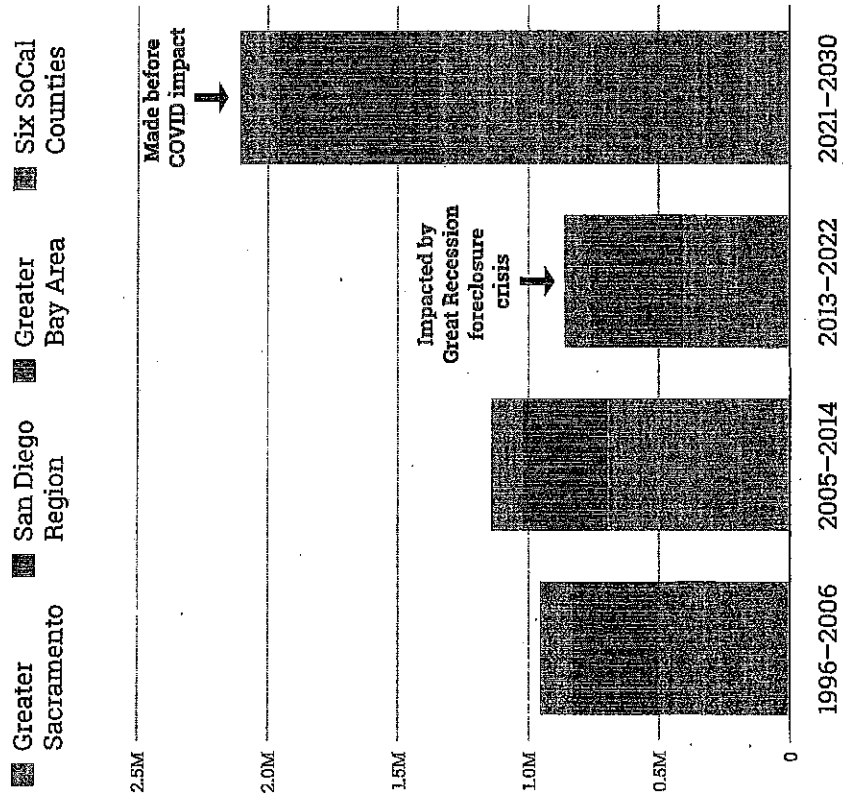 Greater
Sacramento
San Diego
Region
Greater
Bay Area
Six SoCal
Counties
2.5M
2.0M
1.5M
1.0M
0.5M
0
Made before
COVID impact
Impacted by
Great Recession
foreclosure
crisis
1996–2006
2005–2014
2013–2022
2021–2030